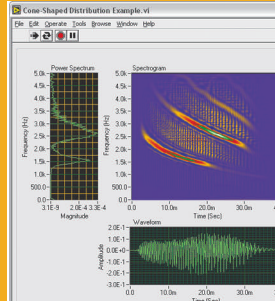 Cone-Shaped Distribution Example.vi
File Edit Operate Tools Browse Window Help
Power Spectrum
Spectrogram
5.0k
4.5k
4.0k
3.5k
3.0k
2.5k
2.0k
1.5k
1.0k
500.0
0.0
Frequency (Hz)
3.1E-9 2.0E-4 3.3E-4
Magnitude
5.0k
4.5k
4.0k
3.5k
3.0k
2.5k
2.0k
1.5k
1.0k
500.0
0.0
Frequency (Hz)
0.0 10.0m 20.0m 30.0m
Time (Sec)
Waveform
2.0E-1
1.0E-1
0.0E+0
-1.0E-1
-2.0E-1
-3.0E-1
Amplitude
0.0 10.0m 20.0m 30.0m
Time (Sec)